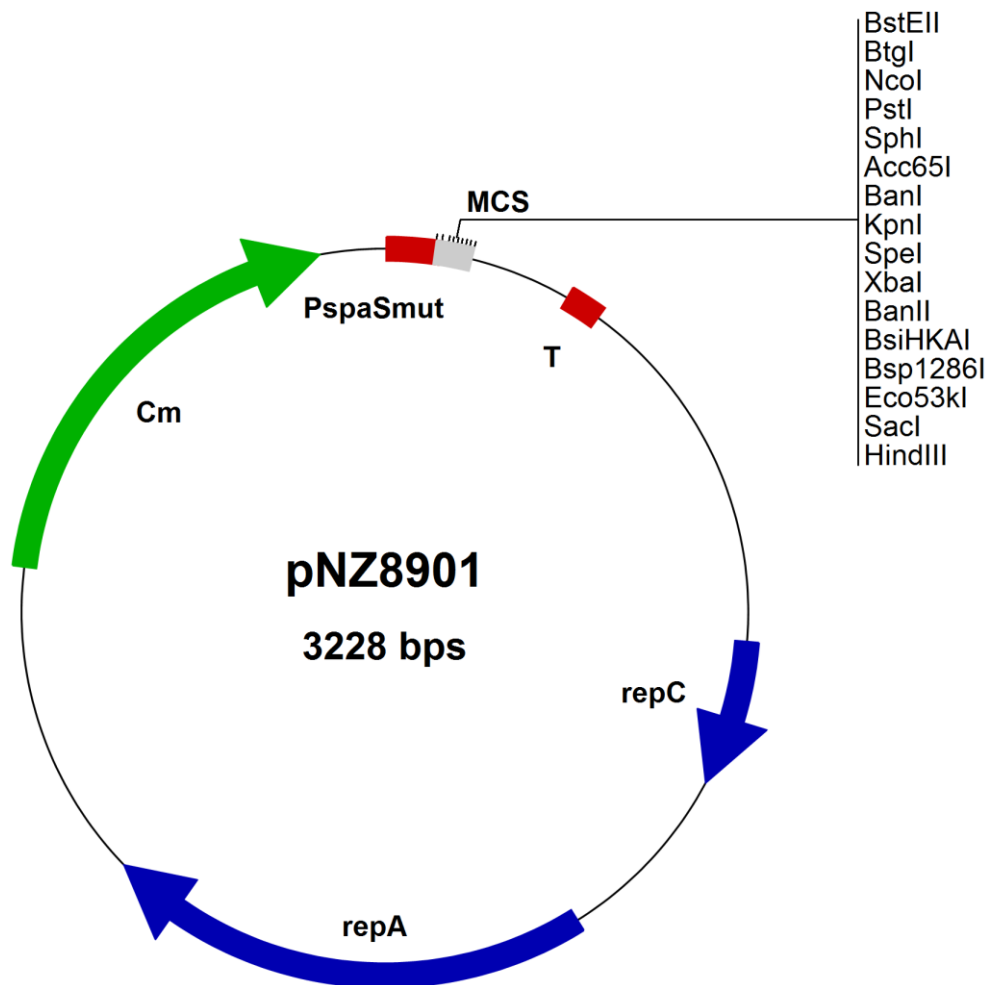 BstEII
BtgI
NcoI
PstI
SphI
Acc65I
BanI
KpnI
SpeI
XbaI
BanII
BsiHKAI
Bsp1286I
Eco53kI
SacI
HindIII
MCS
PspaSmut
T
Cm
pNZ8901
3228 bps
repC
repA